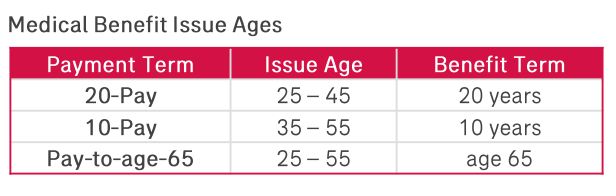 Medical Benefit Issue Ages
Payment Term Issue Age Benefit Term
20-Pay 25 – 45 20 years
10-Pay 35 – 55 10 years
Pay-to-age-65 25 – 55 age 65